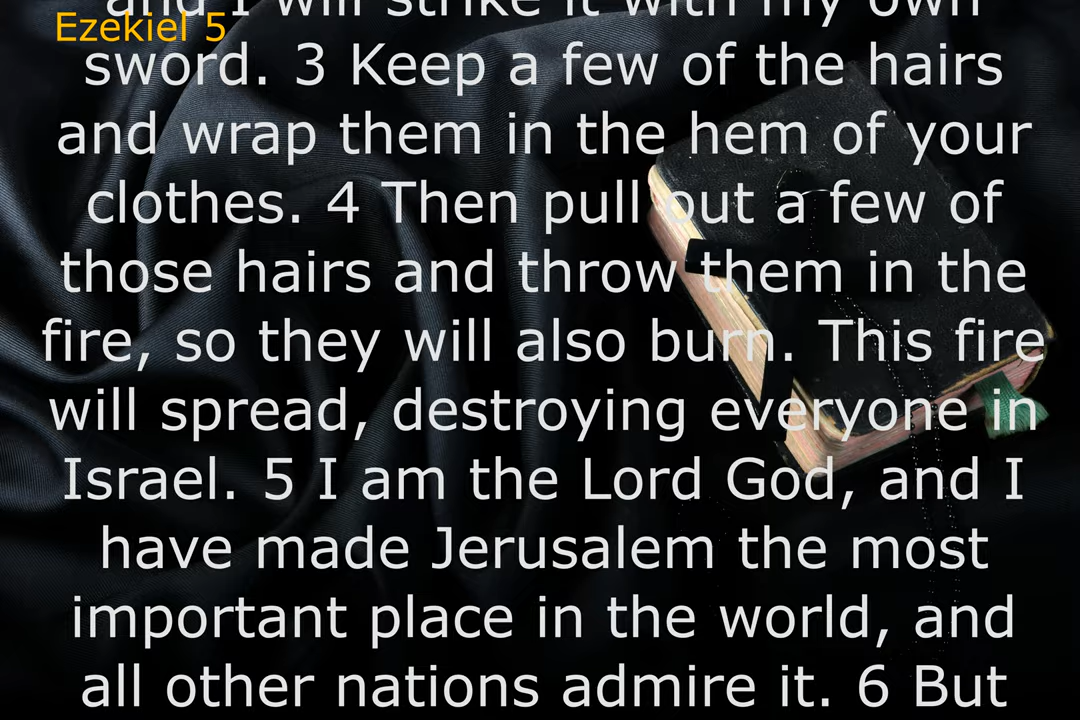 and I will strike it with my own
Ezekiel 5
sword. 3 Keep a few of the hairs
and wrap them in the hem of your
clothes. 4 Then pull out a few of
those hairs and throw them in the
fire, so they will also burn. This fire
will spread, destroying everyone in
Israel. 5 I am the Lord God, and I
have made Jerusalem the most
important place in the world, and
all other nations admire it. 6 But